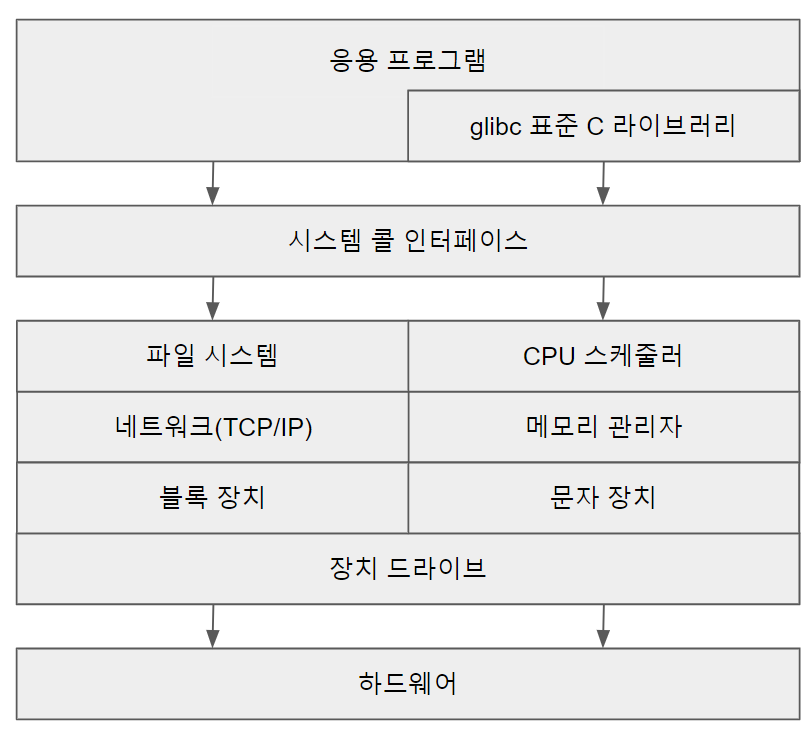 응용 프로그램
glibc 표준 C 라이브러리
시스템 콜 인터페이스
파일 시스템
CPU 스케줄러
네트워크(TCP/IP)
메모리 관리자
블록 장치
문자 장치
장치 드라이브
하드웨어